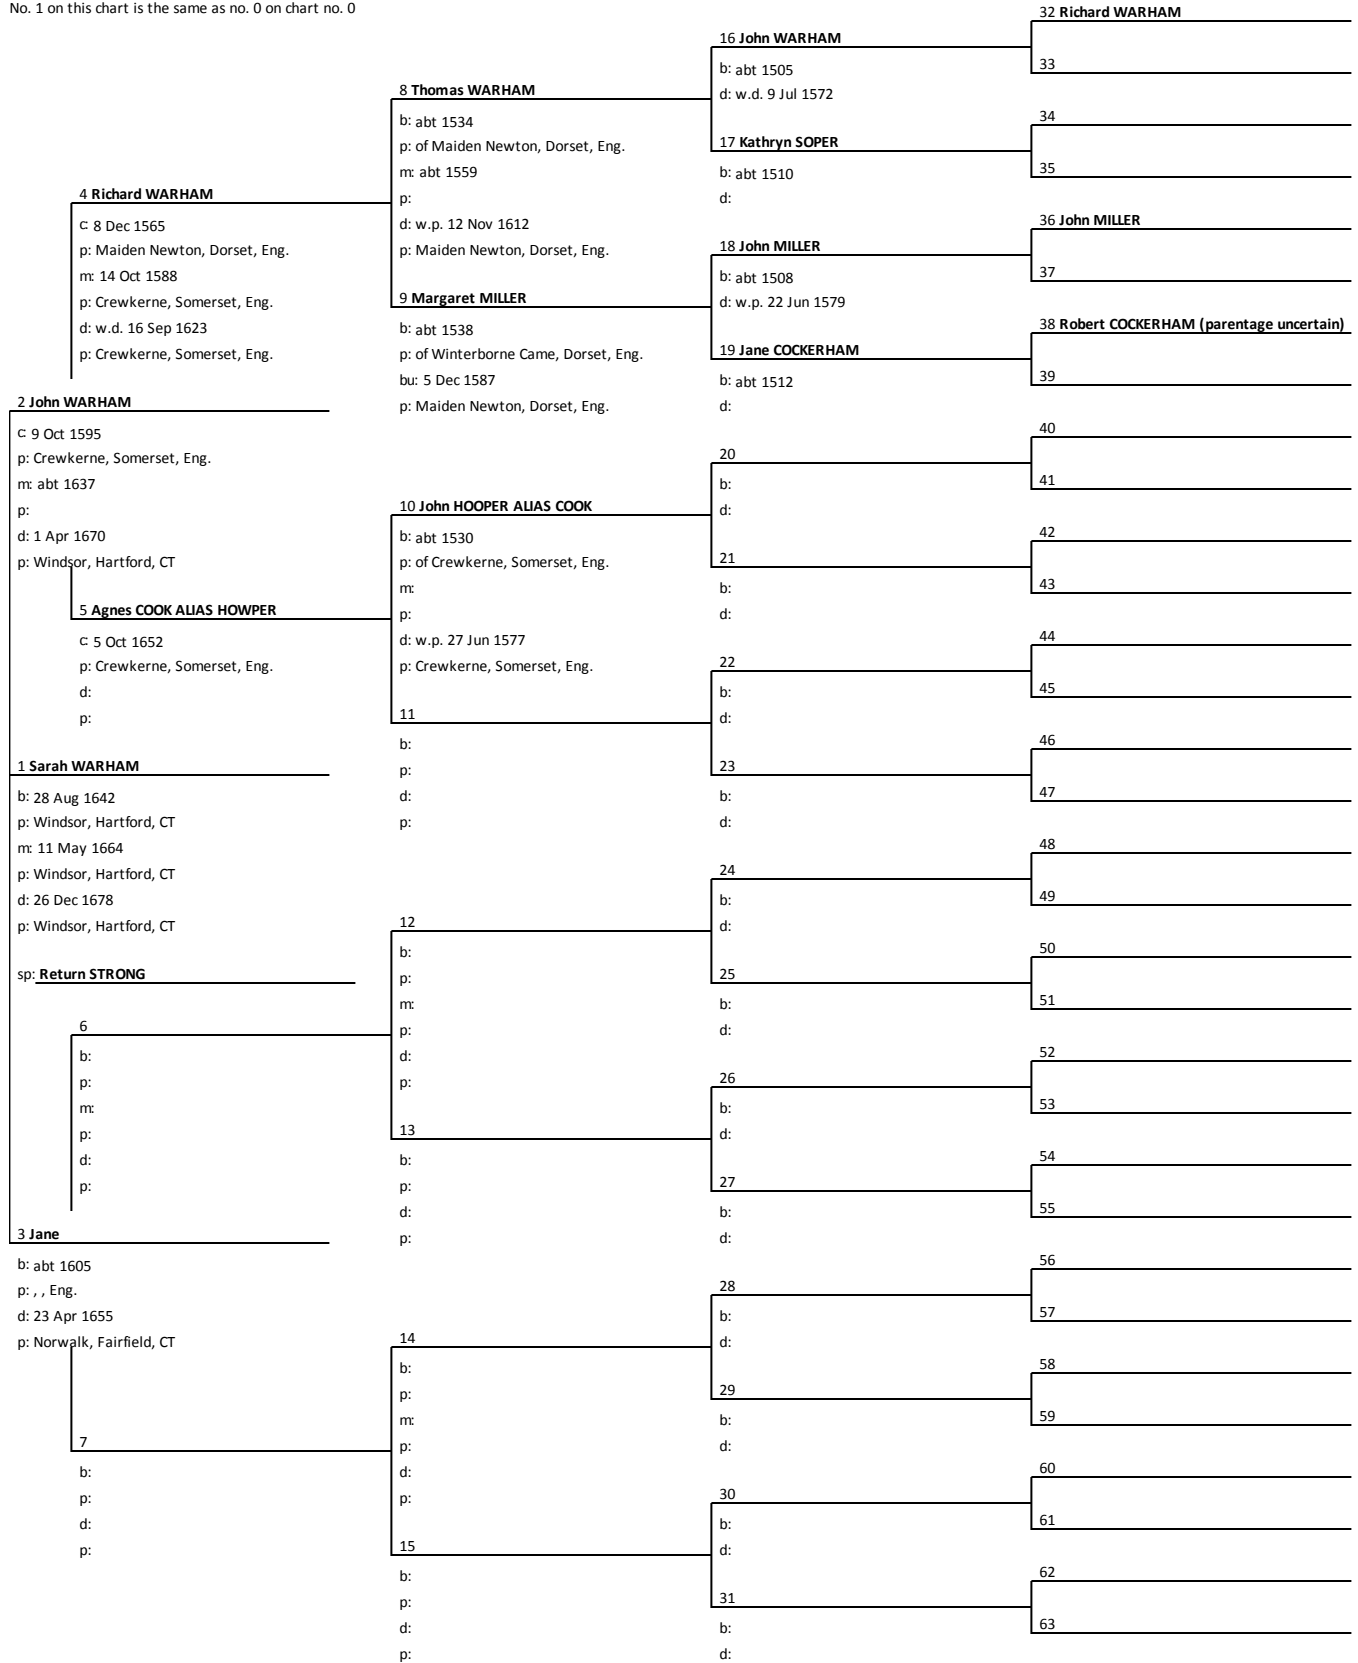 No. 1 on this chart is the same as no. 0 on chart no. 0
2 John WARHAM
c: 9 Oct 1595
p: Crewkerne, Somerset, Eng.
m: abt 1637
p:
d: 1 Apr 1670
p: Windsor, Hartford, CT
1 Sarah WARHAM
b: 28 Aug 1642
p: Windsor, Hartford, CT
m: 11 May 1664
p: Windsor, Hartford, CT
d: 26 Dec 1678
p: Windsor, Hartford, CT
sp: Return STRONG
3 Jane
b: abt 1605
p: , , Eng.
d: 23 Apr 1655
p: Norwalk, Fairfield, CT
4 Richard WARHAM
c: 8 Dec 1565
p: Maiden Newton, Dorset, Eng.
m: 14 Oct 1588
p: Crewkerne, Somerset, Eng.
d: w.d. 16 Sep 1623
p: Crewkerne, Somerset, Eng.
5 Agnes COOK ALIAS HOWPER
c: 5 Oct 1652
p: Crewkerne, Somerset, Eng.
d:
p:
6
b:
p:
m:
p:
d:
p:
7
b:
p:
d:
p:
8 Thomas WARHAM
b: abt 1534
p: of Maiden Newton, Dorset, Eng.
m: abt 1559
p:
d: w.p. 12 Nov 1612
p: Maiden Newton, Dorset, Eng.
9 Margaret MILLER
b: abt 1538
p: of Winterborne Came, Dorset, Eng.
bu: 5 Dec 1587
p: Maiden Newton, Dorset, Eng.
10 John HOOPER ALIAS COOK
b: abt 1530
p: of Crewkerne, Somerset, Eng.
m:
p:
d: w.p. 27 Jun 1577
p: Crewkerne, Somerset, Eng.
11
b:
p:
d:
p:
12
b:
p:
m:
p:
d:
p:
13
b:
p:
d:
p:
14
b:
p:
m:
p:
d:
p:
15
b:
p:
d:
p:
16 John WARHAM
b: abt 1505
d: w.d. 9 Jul 1572
17 Kathryn SOPER
b: abt 1510
d:
18 John MILLER
b: abt 1508
d: w.p. 22 Jun 1579
19 Jane COCKERHAM
b: abt 1512
d:
20
b:
d:
21
b:
d:
22
b:
d:
23
b:
d:
24
b:
d:
25
b:
d:
26
b:
d:
27
b:
d:
28
b:
d:
29
b:
d:
30
b:
d:
31
b:
d:
32 Richard WARHAM
33
34
35
36 John MILLER
37
38 Robert COCKERHAM (parentage uncertain)
39
40
41
42
43
44
45
46
47
48
49
50
51
52
53
54
55
56
57
58
59
60
61
62
63